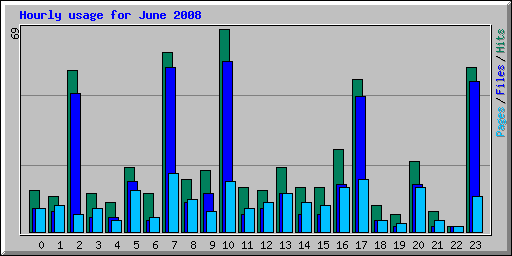 Hourly usage for June 2008
69
Pages/Files/Hits
0 1 2 3 4 5 6 7 8 9 10 11 12 13 14 15 16 17 18 19 20 21 22 23